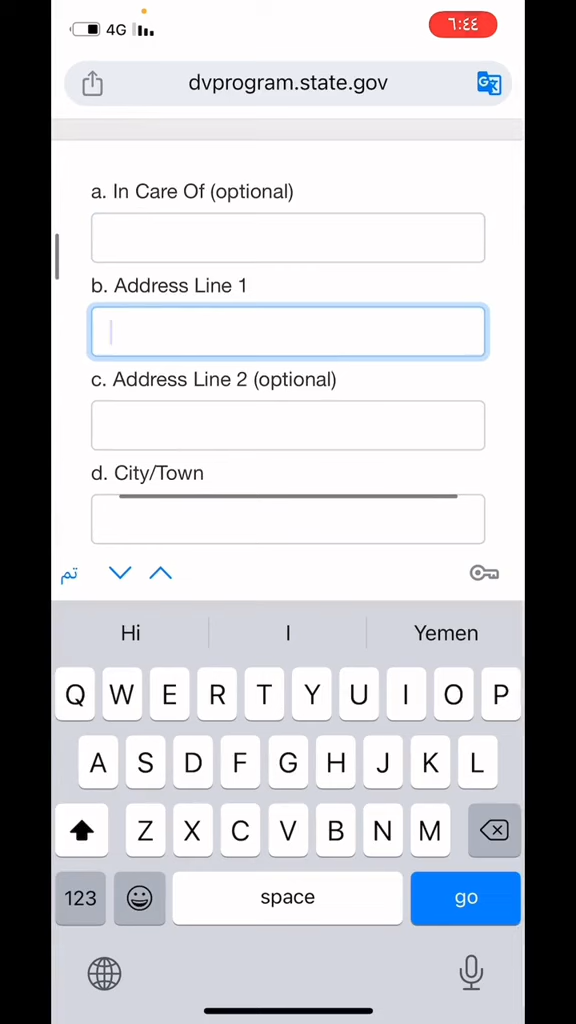 4G
٦:٤٤
dvprogram.state.gov
a. In Care Of (optional)
b. Address Line 1
c. Address Line 2 (optional)
d. City/Town
تم
Hi I Yemen
Q W E R T Y U I O P
A S D F G H J K L
Z X C V B N M
123 space go